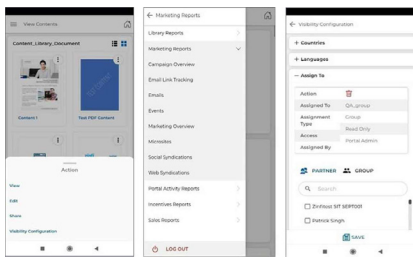 View Contents
Content_Library_Document
Content 1
Test PDF Content
Action
View
Edit
Share
Visibility Configuration
Marketing Reports
Library Reports
Marketing Reports
Campaign Overview
Email Link Tracking
Emails
Events
Marketing Overview
Microsites
Social Syndications
Web Syndications
Portal Activity Reports
Incentives Reports
Sales Reports
LOG OUT
Visibility Configuration
+ Countries
+ Languages
− Assign To
Action
Assigned To QA_group
Assignment Type Group
Access Read Only
Assigned By Portal Admin
PARTNER GROUP
Search
SIT SEPT001
Patrick Singh
SAVE